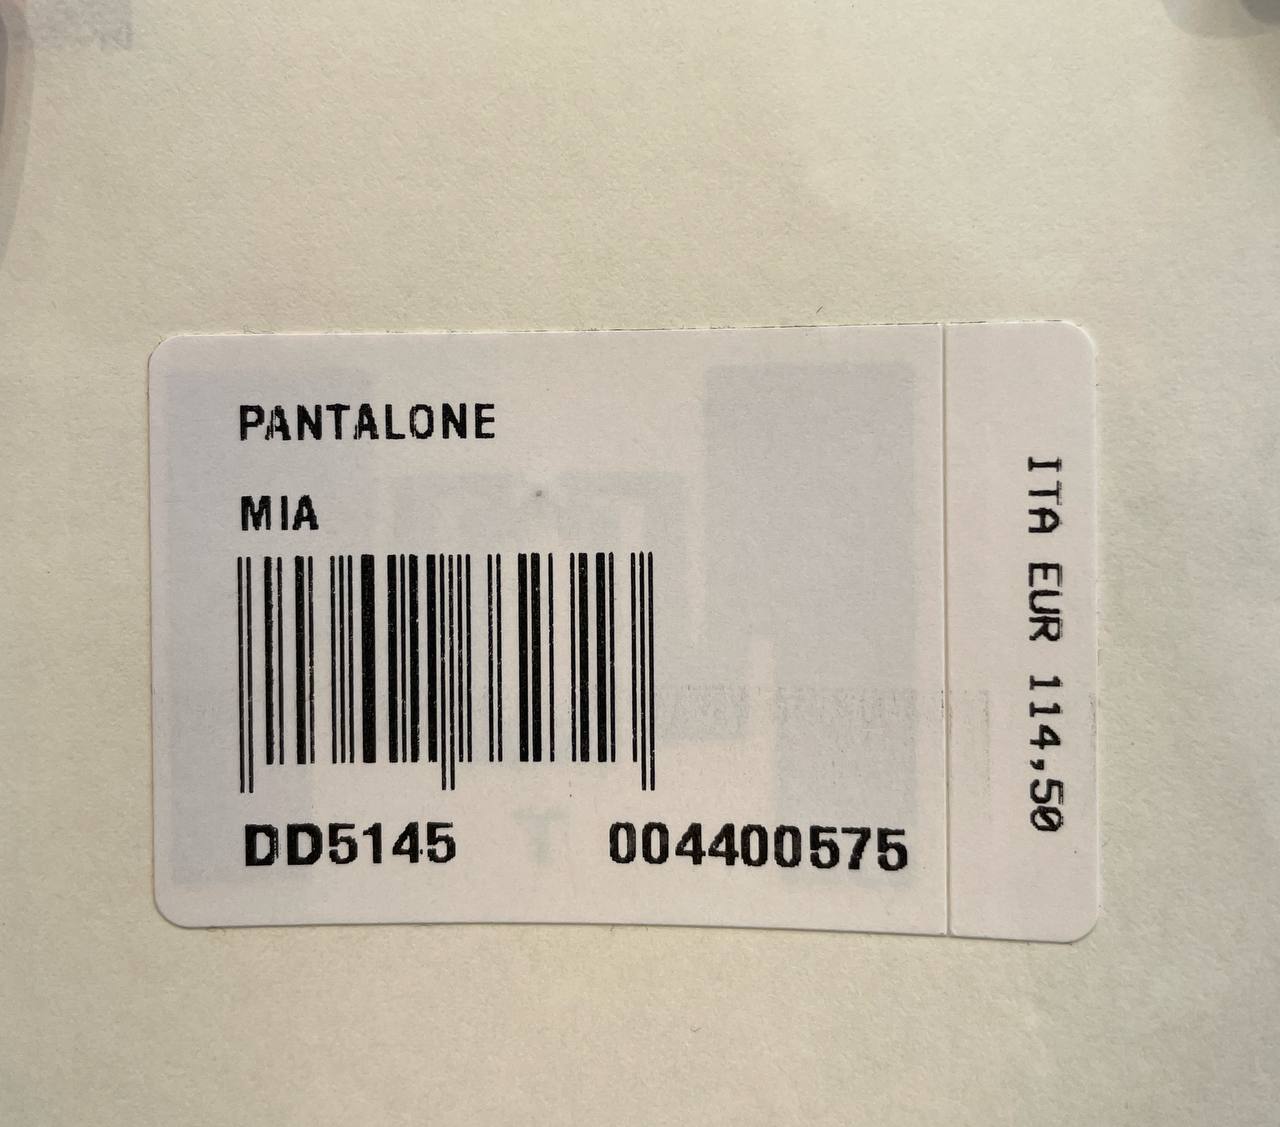 PANTALONE
MIA
DD5145 004400575
ITA EUR 114,50